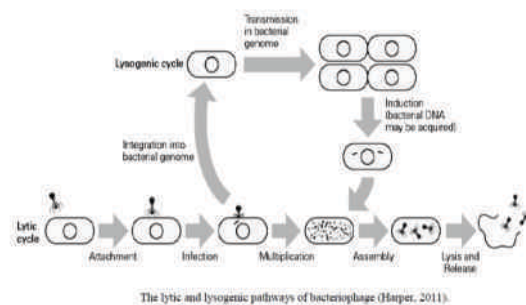 Transmission
in bacterial
genome
Lysogenic cycle
Induction
(bacterial DNA
may be acquired)
Integration into
bacterial genome
Lytic
cycle
Attachment
Infection
Multiplication
Assembly
Lysis and
Release
The lytic and lysogenic pathways of bacteriophage (Harper, 2011).